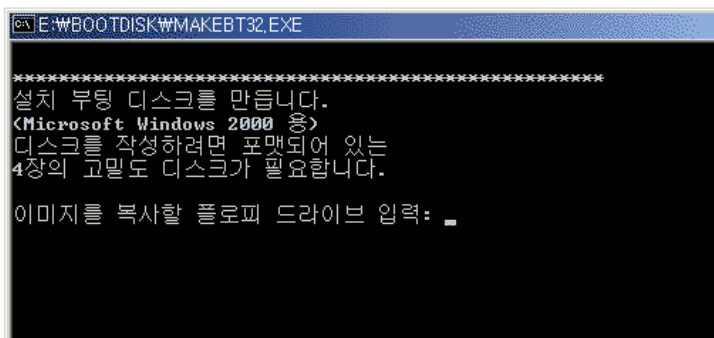 E:₩BOOTDISK₩MAKEBT32.EXE
**************************************************
설치 부팅 디스크를 만듭니다.
(Microsoft Windows 2000 용)
디스크를 작성하려면 포맷되어 있는
4장의 고밀도 디스크가 필요합니다.
이미지를 복사할 플로피 드라이브 입력: _